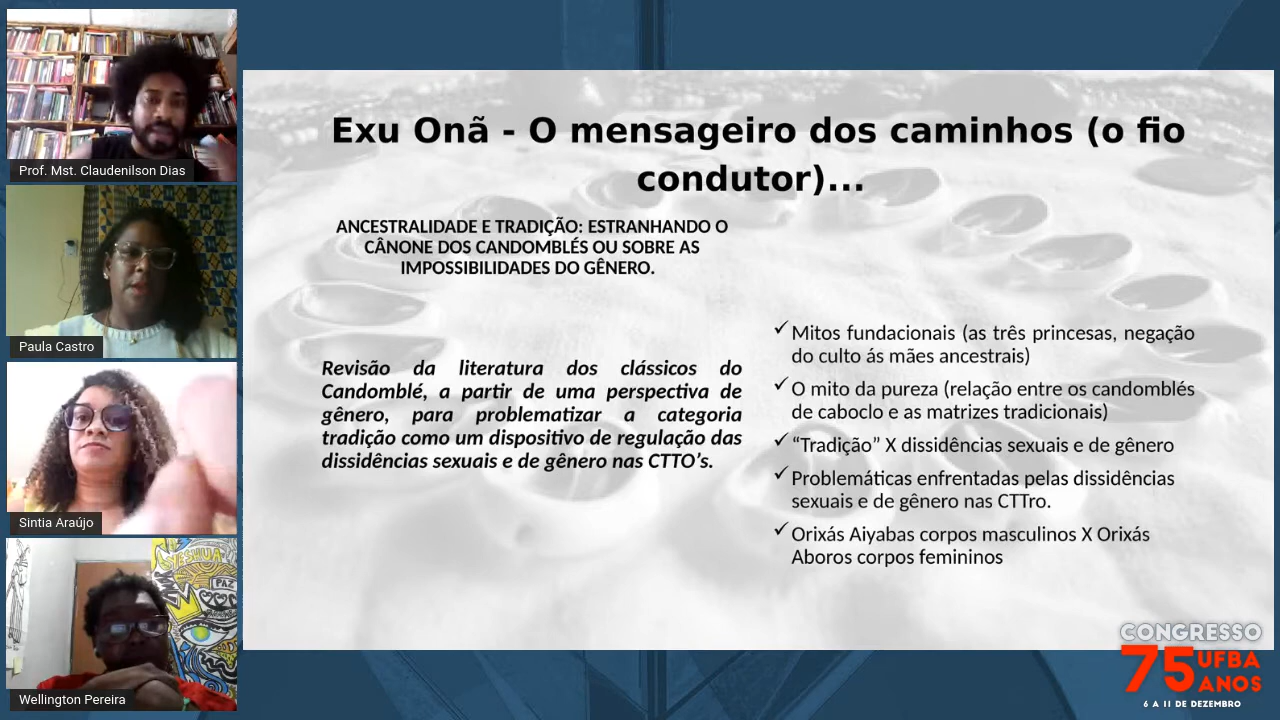 Prof. Mst. Claudenilson Dias
Paula Castro
Sintia Araújo
YESHUA
PAZ
Wellington Pereira
Exu Onã - O mensageiro dos caminhos (o fio
condutor)...
ANCESTRALIDADE E TRADIÇÃO: ESTRANHANDO O
CÂNONE DOS CANDOMBLÉS OU SOBRE AS
IMPOSSIBILIDADES DO GÊNERO.
Revisão da literatura dos clássicos do
Candomblé, a partir de uma perspectiva de
gênero, para problematizar a categoria
tradição como um dispositivo de regulação das
dissidências sexuais e de gênero nas CTTO’s.
✓Mitos fundacionais (as três princesas, negação
do culto ás mães ancestrais)
✓O mito da pureza (relação entre os candomblés
de caboclo e as matrizes tradicionais)
✓“Tradição” X dissidências sexuais e de gênero
✓Problemáticas enfrentadas pelas dissidências
sexuais e de gênero nas CTTro.
✓Orixás Aiyabas corpos masculinos X Orixás
Aboros corpos femininos
CONGRESSO
75 UFBA
ANOS
6 A 11 DE DEZEMBRO